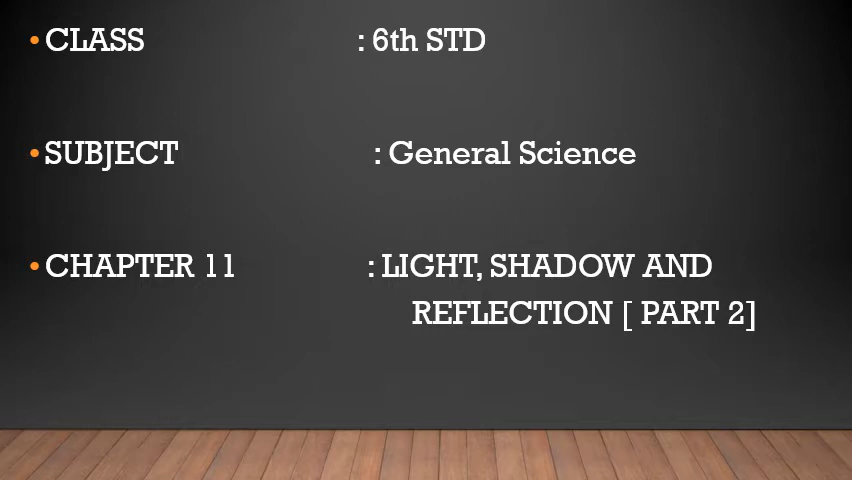 • CLASS : 6th STD
• SUBJECT : General Science
• CHAPTER 11 : LIGHT, SHADOW AND
REFLECTION [ PART 2]